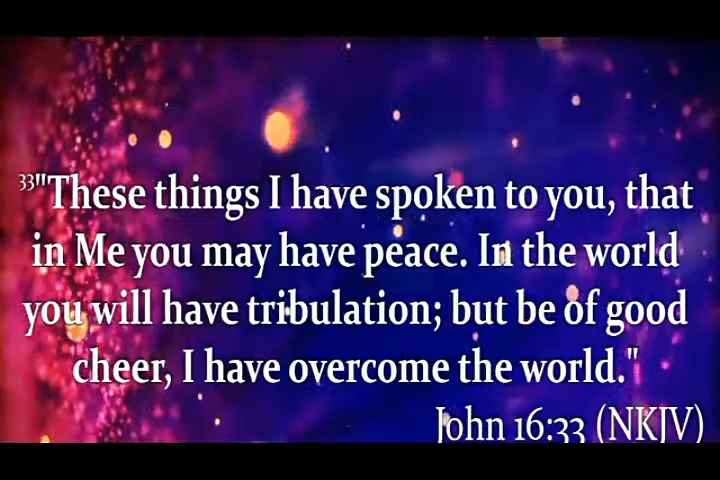 33"These things I have spoken to you, that
in Me you may have peace. In the world
you will have tribulation; but be of good
cheer, I have overcome the world."
John 16:33 (NKJV)